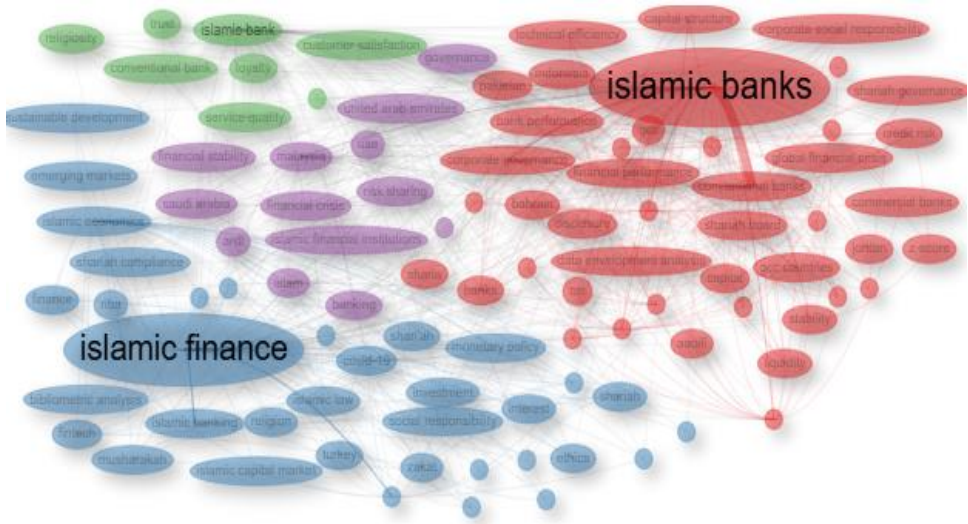 trust
islamic bank
religiosity
customer satisfaction
conventional bank
loyalty
service quality
governance
capital structure
technical efficiency
corporate social responsibility
islamic banks
indonesia
pakistan
shariah governance
sustainable development
united arab emirates
bank performance
credit risk
uae
financial stability
malaysia
corporate governance
financial performance
global financial crisis
emerging markets
risk sharing
conventional banks
saudi arabia
financial crisis
bahrain
commercial banks
islamic economics
disclosure
shariah board
islamic financial institutions
jordan
z score
shariah compliance
data envelopment analysis
gcc countries
sharia
capital
islam
banks
finance
riba
banking
stability
islamic finance
shari'ah
monetary policy
covid-19
liquidity
bibliometric analysis
islamic law
investment
shariah
islamic banking
religion
social responsibility
interest
fintech
musharakah
islamic capital market
turkey
zakat
ethics